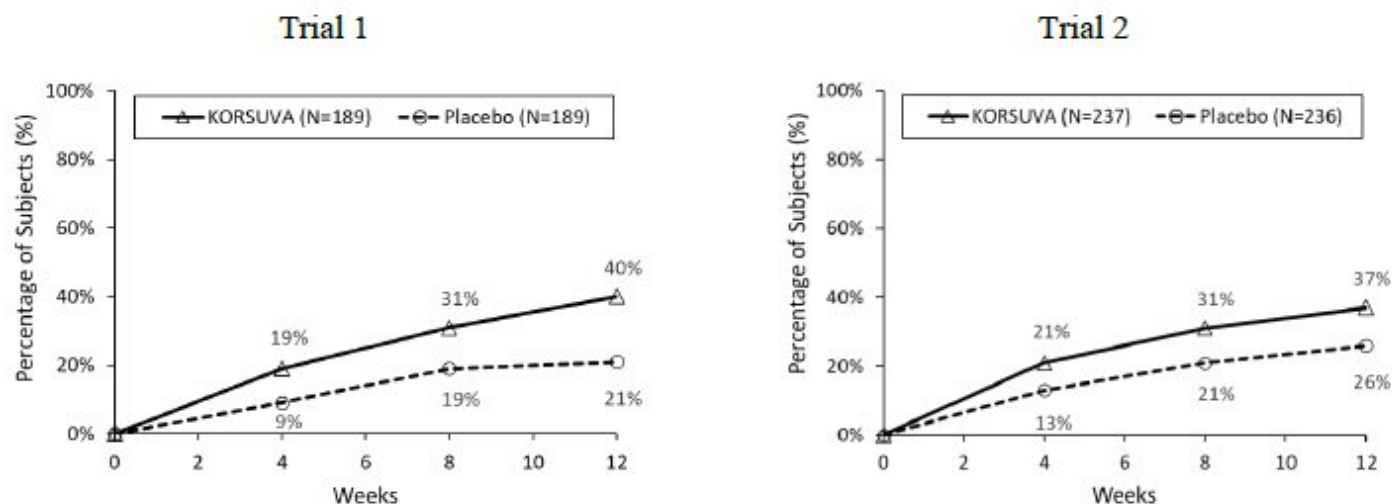 Trial 1
KORSUVA (N=189) Placebo (N=189)
Percentage of Subjects (%)
100%
80%
60%
40%
20%
0%
19%
31%
40%
9%
19%
21%
0 2 4 6 8 10 12
Weeks
Trial 2
KORSUVA (N=237) Placebo (N=236)
Percentage of Subjects (%)
100%
80%
60%
40%
20%
0%
21%
31%
37%
13%
21%
26%
0 2 4 6 8 10 12
Weeks